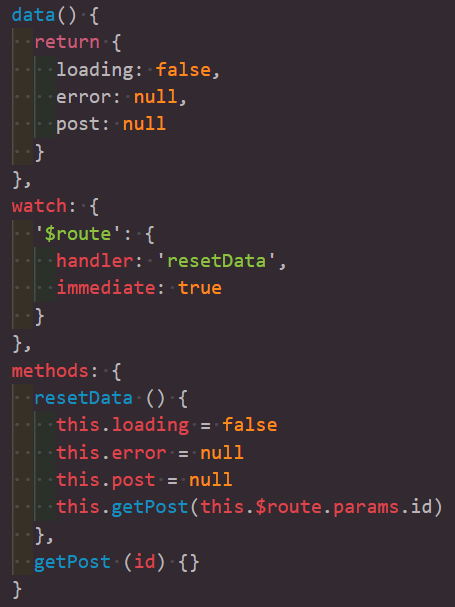 data() {
  return {
    loading: false,
    error: null,
    post: null
  }
},
watch: {
  '$route': {
    handler: 'resetData',
    immediate: true
  }
},
methods: {
  resetData () {
    this.loading = false
    this.error = null
    this.post = null
    this.getPost(this.$route.params.id)
  },
  getPost (id) {}
}